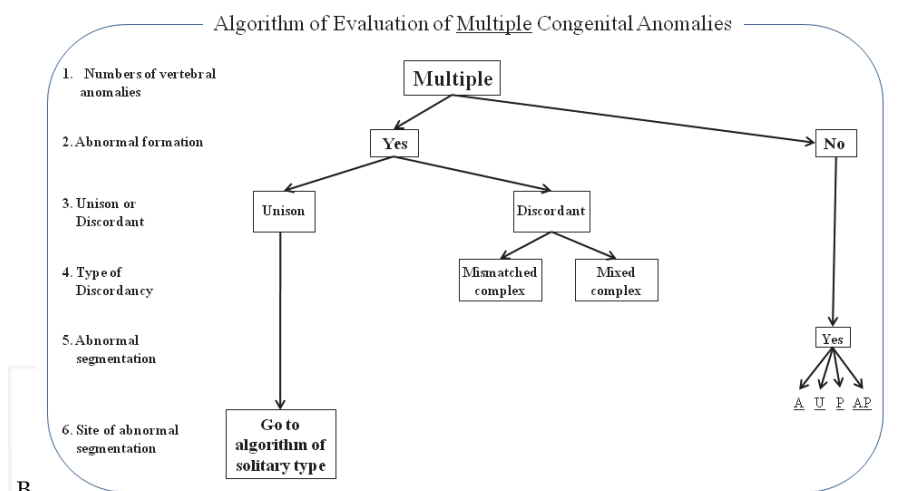 Algorithm of Evaluation of Multiple Congenital Anomalies
1. Numbers of vertebral
anomalies
Multiple
2. Abnormal formation
Yes
No
3. Unison or
Discordant
Unison
Discordant
4. Type of
Discordancy
Mismatched
complex
Mixed
complex
5. Abnormal
segmentation
Yes
A U P AP
6. Site of abnormal
segmentation
Go to
algorithm of
solitary type
B